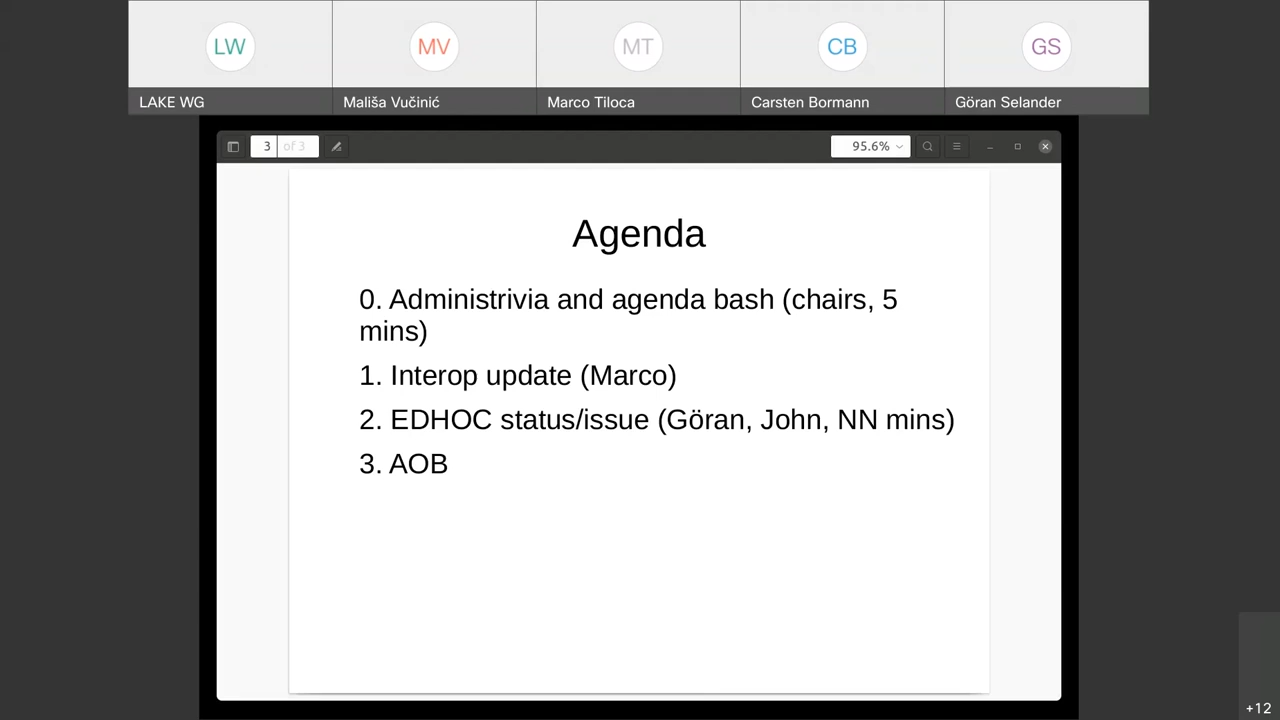 LW
MV
MT
CB
GS
LAKE WG
Mališa Vučinić
Marco Tiloca
Carsten Bormann
Göran Selander
3 of 3
95.6%
Agenda
0. Administrivia and agenda bash (chairs, 5
mins)
1. Interop update (Marco)
2. EDHOC status/issue (Göran, John, NN mins)
3. AOB
+12